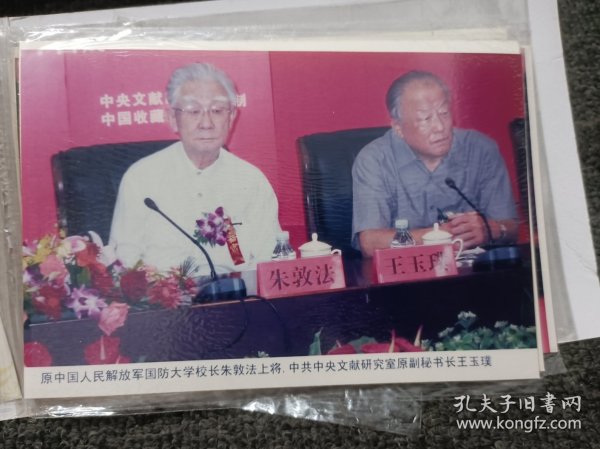 中央文献
制
中国收藏
朱敦法
王玉璞
原中国人民解放军国防大学校长朱敦法上将，中共中央文献研究室原副秘书长王玉璞
孔夫子旧书网
www.kongfz.com